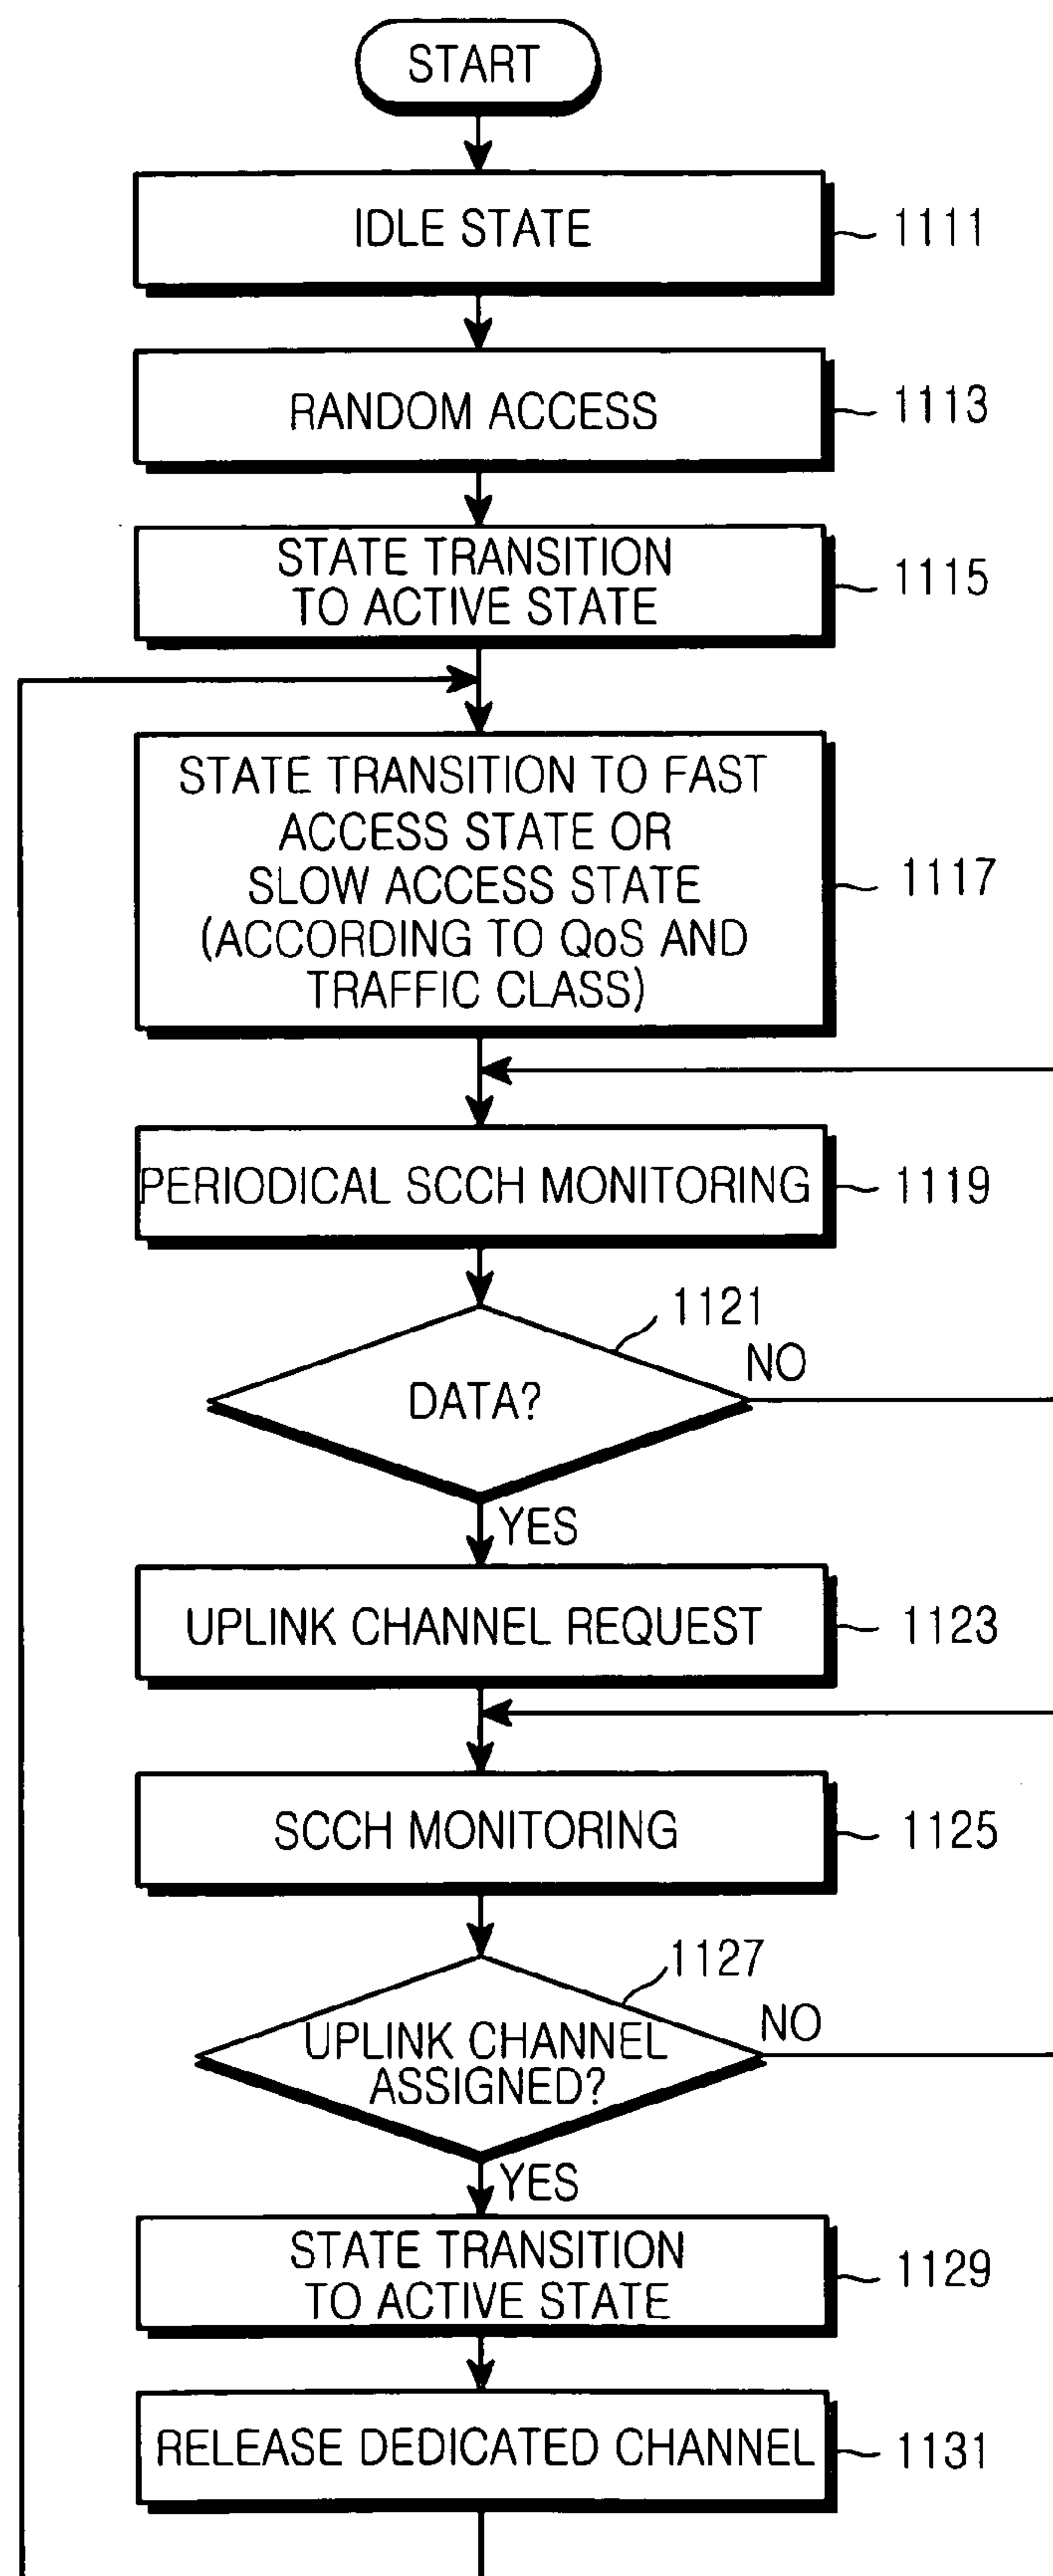 START
IDLE STATE
1111
RANDOM ACCESS
1113
STATE TRANSITION
TO ACTIVE STATE
1115
STATE TRANSITION TO FAST
ACCESS STATE OR
SLOW ACCESS STATE
(ACCORDING TO QoS AND
TRAFFIC CLASS)
1117
PERIODICAL SCCH MONITORING
1119
1121
NO
DATA?
YES
UPLINK CHANNEL REQUEST
1123
SCCH MONITORING
1125
1127
NO
UPLINK CHANNEL
ASSIGNED?
YES
STATE TRANSITION
TO ACTIVE STATE
1129
RELEASE DEDICATED CHANNEL
1131